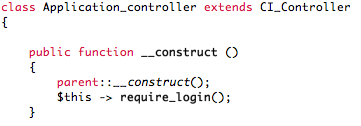 class Application_controller extends CI_Controller
{
public function __construct ()
{
parent::__construct();
$this -> require_login();
}